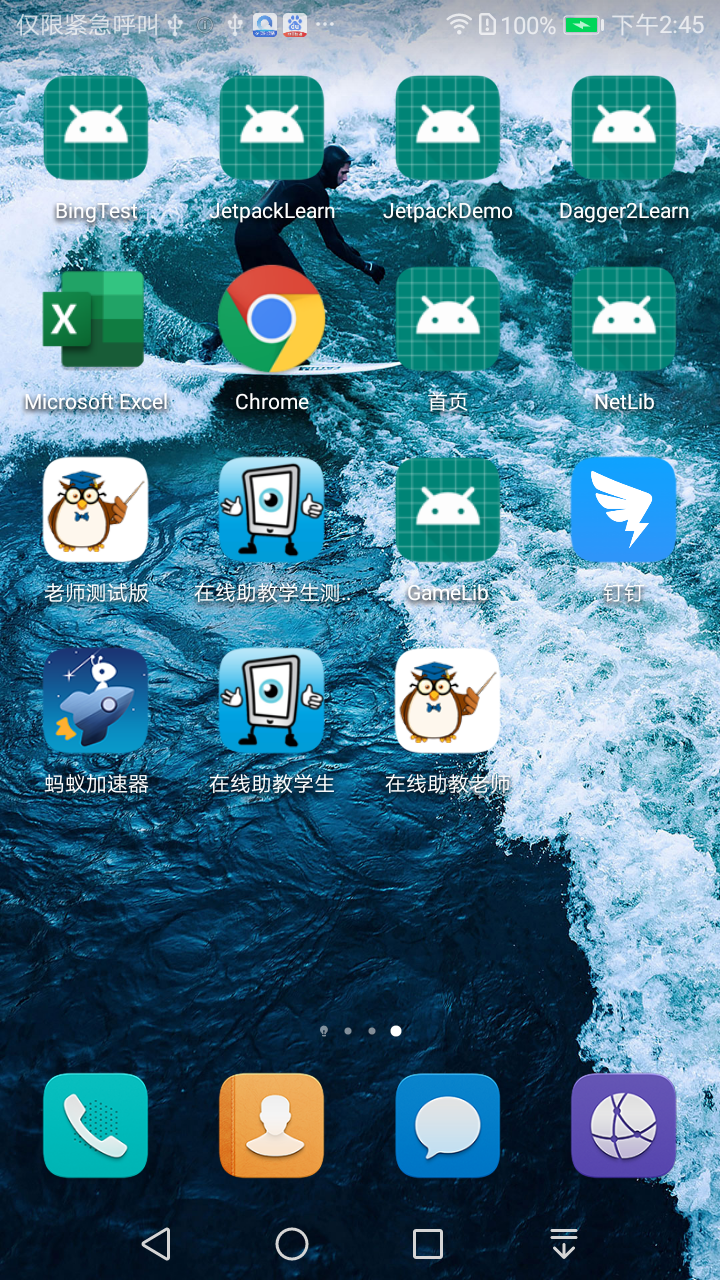 仅限紧急呼叫 100% 下午2:45
BingTest JetpackLearn JetpackDemo Dagger2Learn
X
Microsoft Excel Chrome 首页 NetLib
老师测试版 在线助教学生测.. GameLib 钉钉
蚂蚁加速器 在线助教学生 在线助教老师